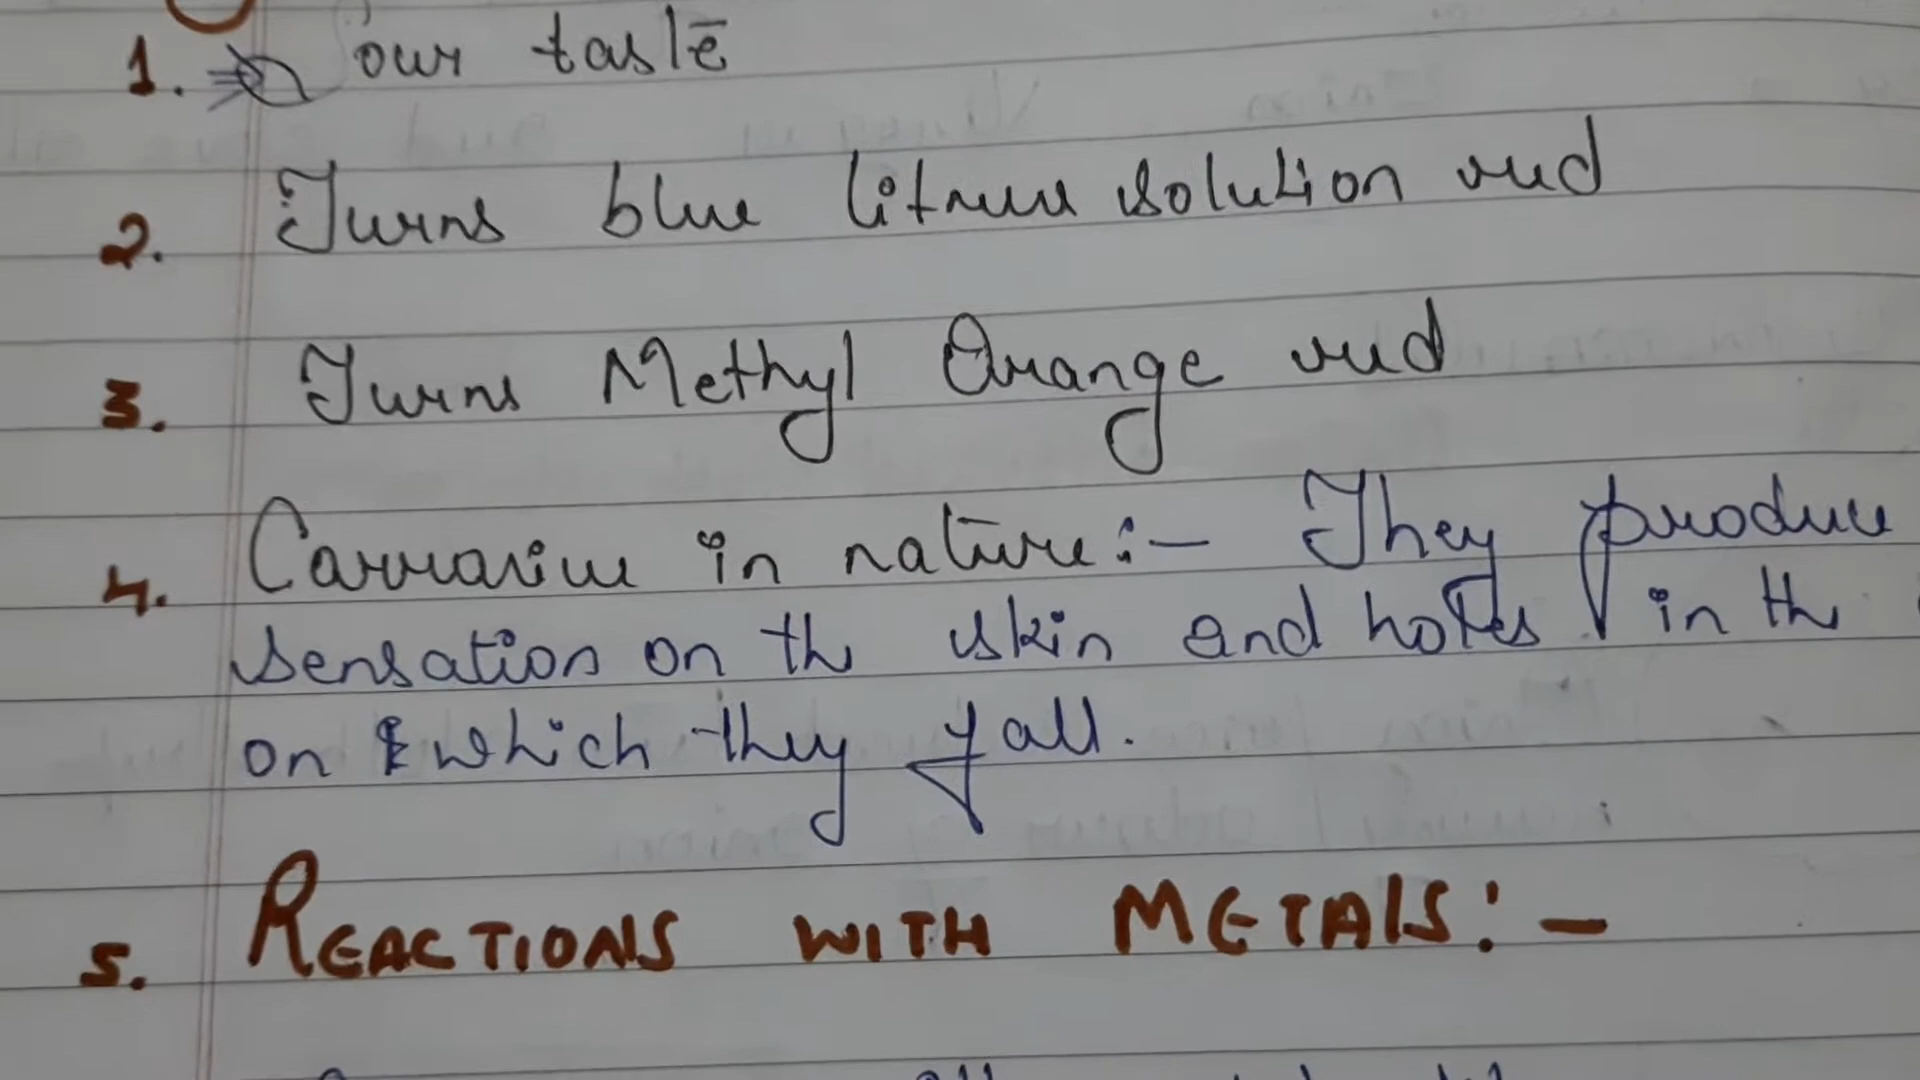 1. Sour taste
2. Turns blue litmus solution red
3. Turns Methyl Orange red
4. Corrosive in nature:- They produce
sensation on the skin and holes in the
on which they fall.
5. REACTIONS WITH METALS:-